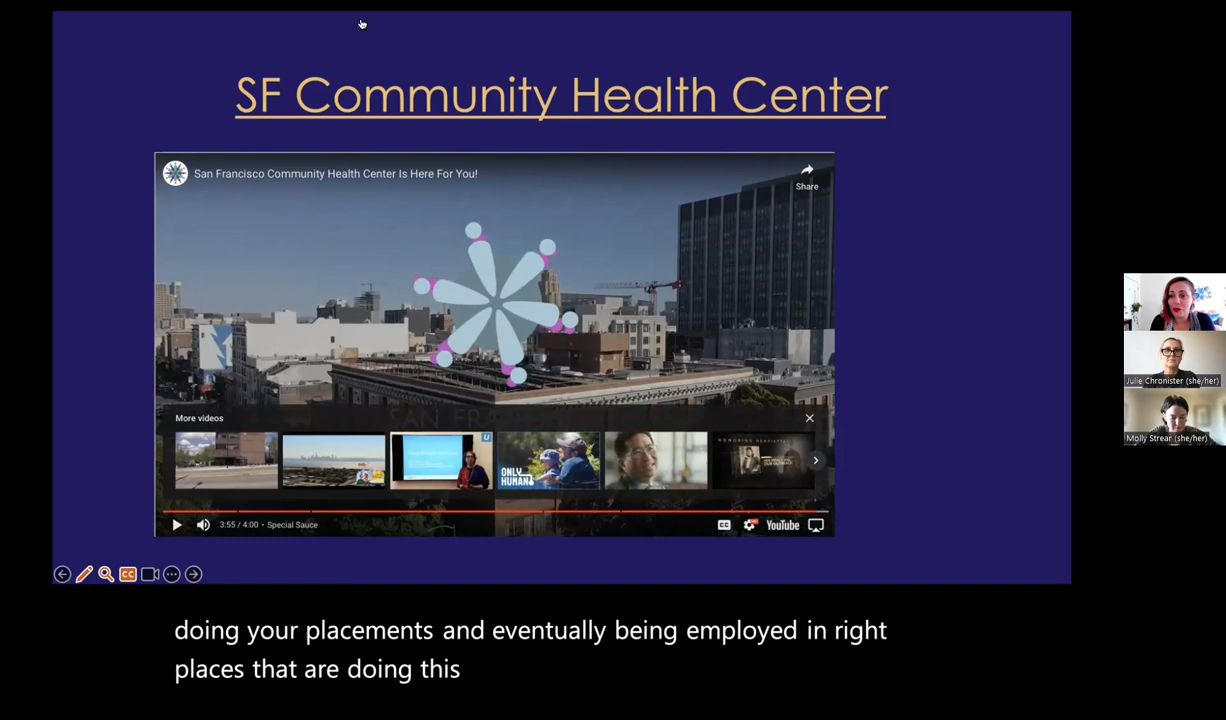 SF Community Health Center
San Francisco Community Health Center Is Here For You!
Share
More videos
ONLY
HUMAN
3:55 / 4:00 • Special Sauce
CC
YouTube
CC
Julie Chronister (she/her)
Molly Strear (she/her)
doing your placements and eventually being employed in right
places that are doing this